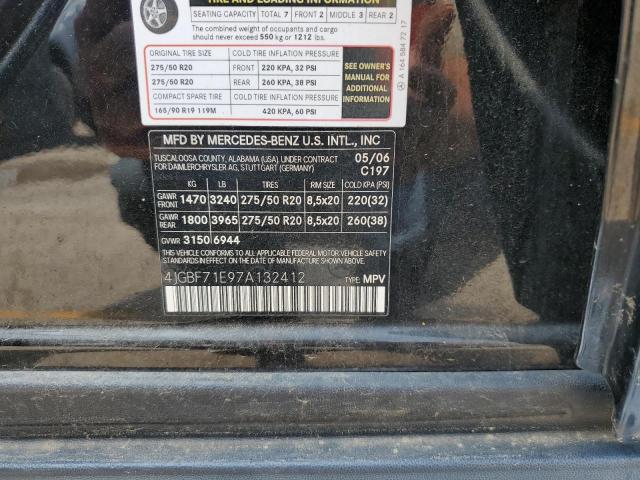 TIRE AND LOADING INFORMATION
SEATING CAPACITY TOTAL 7 FRONT 2 MIDDLE 3 REAR 2
The combined weight of occupants and cargo
should never exceed 550 kg or 1212 lbs.
ORIGINAL TIRE SIZE COLD TIRE INFLATION PRESSURE
275/50 R20 FRONT 220 KPA, 32 PSI
275/50 R20 REAR 260 KPA, 38 PSI
COMPACT SPARE TIRE COLD TIRE INFLATION PRESSURE
165/90 R19 119M 420 KPA, 60 PSI
SEE OWNER'S
MANUAL FOR
ADDITIONAL
INFORMATION
A 164 584 72 17
MFD BY MERCEDES-BENZ U.S. INTL., INC
TUSCALOOSA COUNTY, ALABAMA (USA) UNDER CONTRACT 05/06
FOR DAIMLERCHRYSLER AG, STUTTGART (GERMANY) C197
KG LB TIRES RIM SIZE COLD KPA (PSI)
GAWR FRONT 1470 3240 275/50 R20 8,5x20 220(32)
GAWR REAR 1800 3965 275/50 R20 8,5x20 260(38)
GVWR 3150 6944
THIS VEHICLE CONFORMS TO ALL APPLICABLE FEDERAL MOTOR VEHICLE
SAFETY AND THEFT PREVENTION STANDARDS IN EFFECT ON THE DATE OF
MANUFACTURE SHOWN ABOVE.
4JGBF71E97A132412 TYPE: MPV